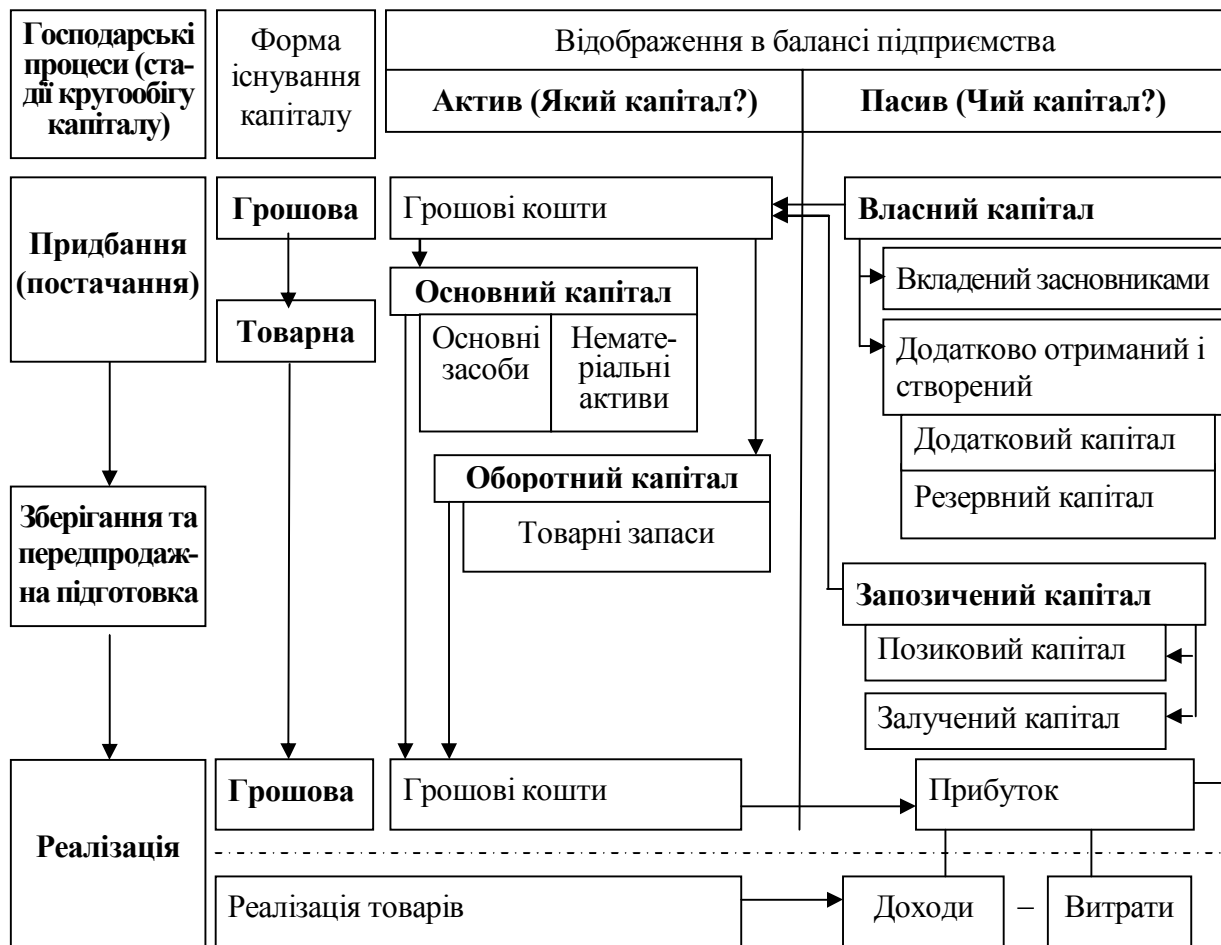 Господарські
процеси (ста-
дії кругообігу
капіталу)
Форма
існування
капіталу
Відображення в балансі підприємства
Актив (Який капітал?)
Пасив (Чий капітал?)
Придбання
(постачання)
Грошова
Товарна
Грошові кошти
Основний капітал
Основні
засоби
Немате-
ріальні
активи
Оборотний капітал
Товарні запаси
Власний капітал
Вкладений засновниками
Додатково отриманий і
створений
Додатковий капітал
Резервний капітал
Зберігання та
передпродаж-
на підготовка
Запозичений капітал
Позиковий капітал
Залучений капітал
Реалізація
Грошова
Грошові кошти
Прибуток
Реалізація товарів
Доходи – Витрати